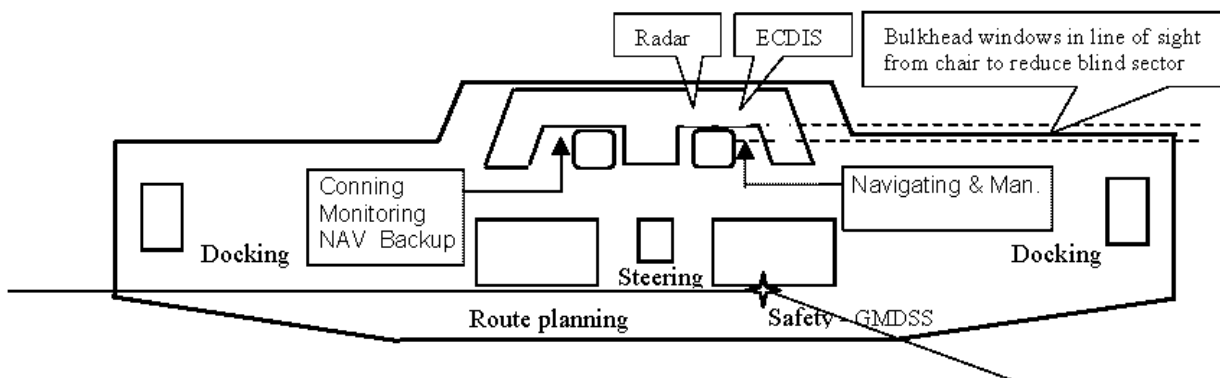 Radar
ECDIS
Bulkhead windows in line of sight
from chair to reduce blind sector
Conning
Monitoring
NAV Backup
Navigating & Man.
Docking
Steering
Docking
Route planning
Safety - GMDSS